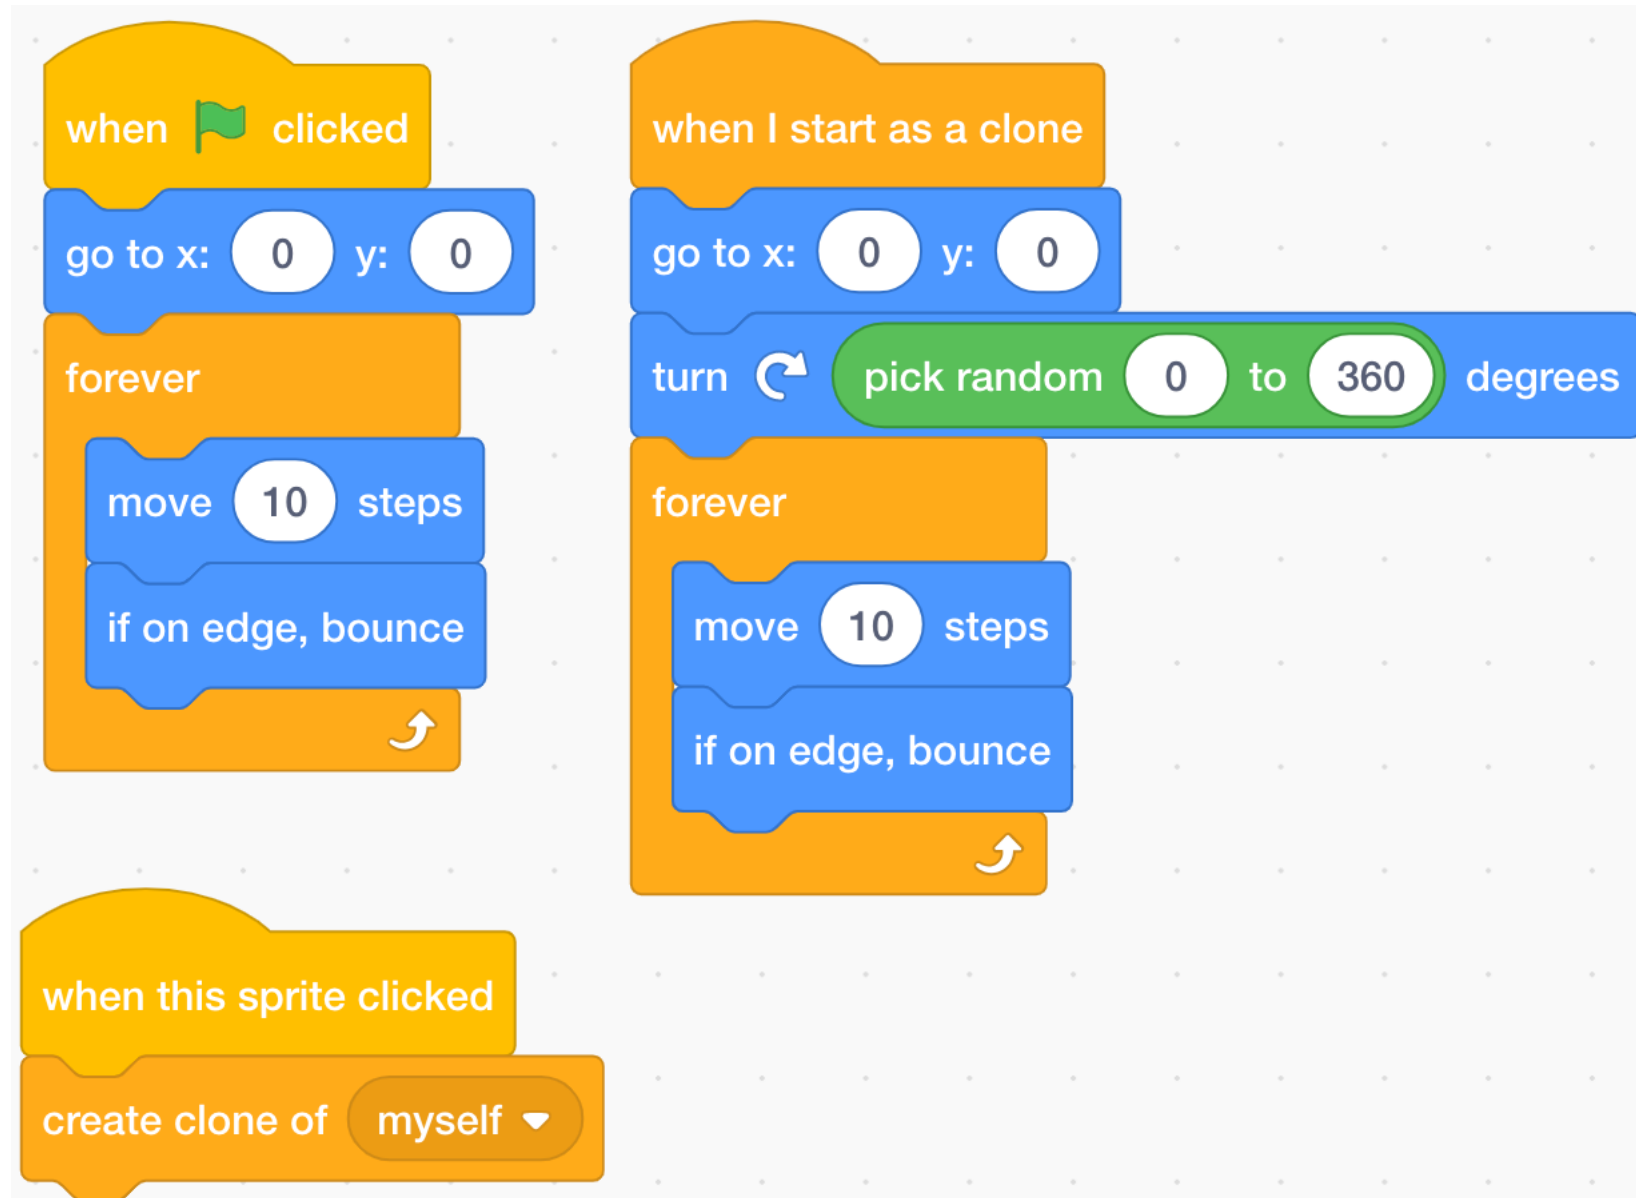 when clicked
go to x: 0 y: 0
forever
move 10 steps
if on edge, bounce
when this sprite clicked
create clone of myself
when I start as a clone
go to x: 0 y: 0
turn pick random 0 to 360 degrees
forever
move 10 steps
if on edge, bounce